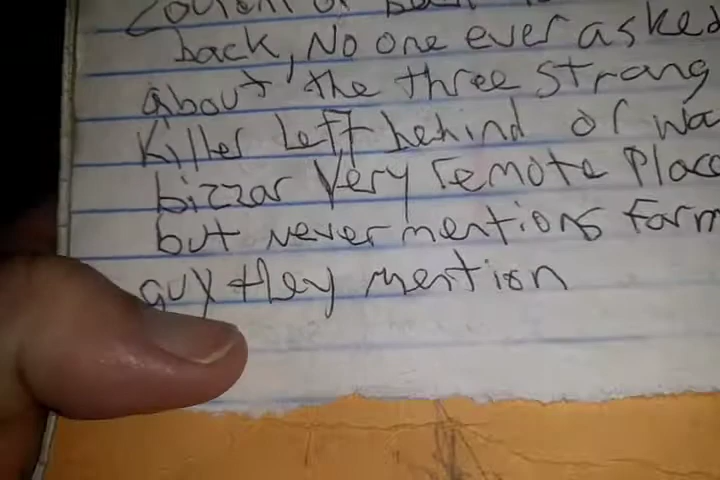 back, No one ever asked
about the three strang
Killer Left behind or wa
bizzar Very remote Plac
but never mentions farm
guy they mention